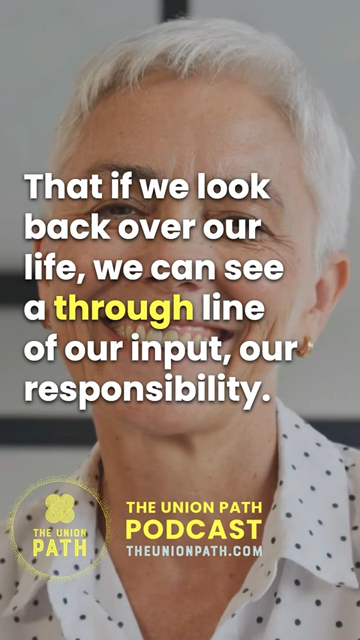 That if we look
back over our
life, we can see
a through line
of our input, our
responsibility.
THE UNION PATH
PODCAST
THEUNIONPATH.COM
THE UNION
PATH